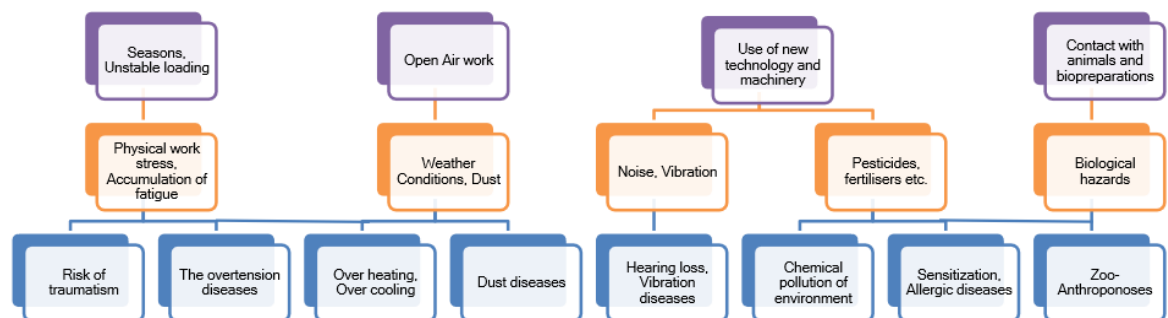 Seasons,
Unstable loading
Open Air work
Use of new
technology and
machinery
Contact with
animals and
biopreparations
Physical work
stress,
Accumulation of
fatigue
Weather
Conditions, Dust
Noise, Vibration
Pesticides,
fertilisers etc.
Biological
hazards
Risk of
traumatism
The overtension
diseases
Over heating,
Over cooling
Dust diseases
Hearing loss,
Vibration
diseases
Chemical
pollution of
environment
Sensitization,
Allergic diseases
Zoo-
Anthroponoses